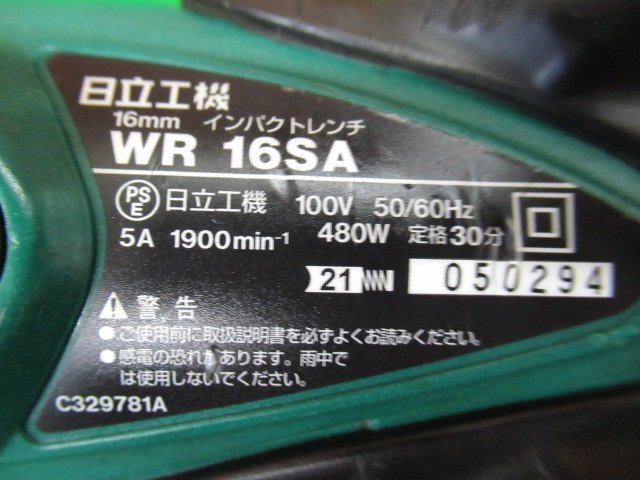 日立工機
16mm インパクトレンチ
WR 16SA
PSE 日立工機 100V 50/60Hz
5A 1900min-1 480W 定格30分
21 050294
警告
●ご使用前に取扱説明書を必ずよくお読みください。
●感電の恐れがあります。雨中で
は使用しないでください。
C329781A